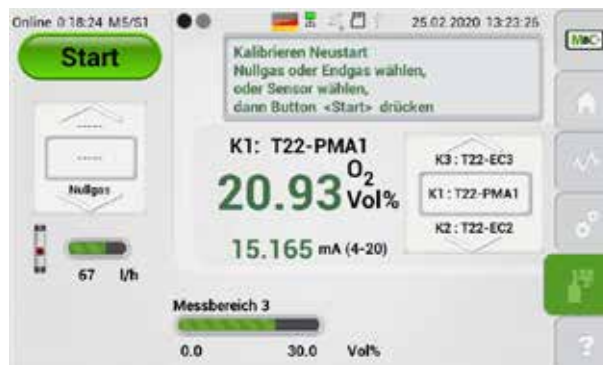 Online 0:18:24 M5/S1
25.02.2020 13:23:26
Start
Kalibrieren Neustart
Nullgas oder Endgas wählen,
oder Sensor wählen,
dann Button <Start> drücken
-----
-----
Nullgas
67 l/h
K1: T22-PMA1
20.93 O2 Vol%
15.165 mA (4-20)
K3: T22-EC3
K1: T22-PMA1
K2: T22-EC2
Messbereich 3
0.0 30.0 Vol%
?